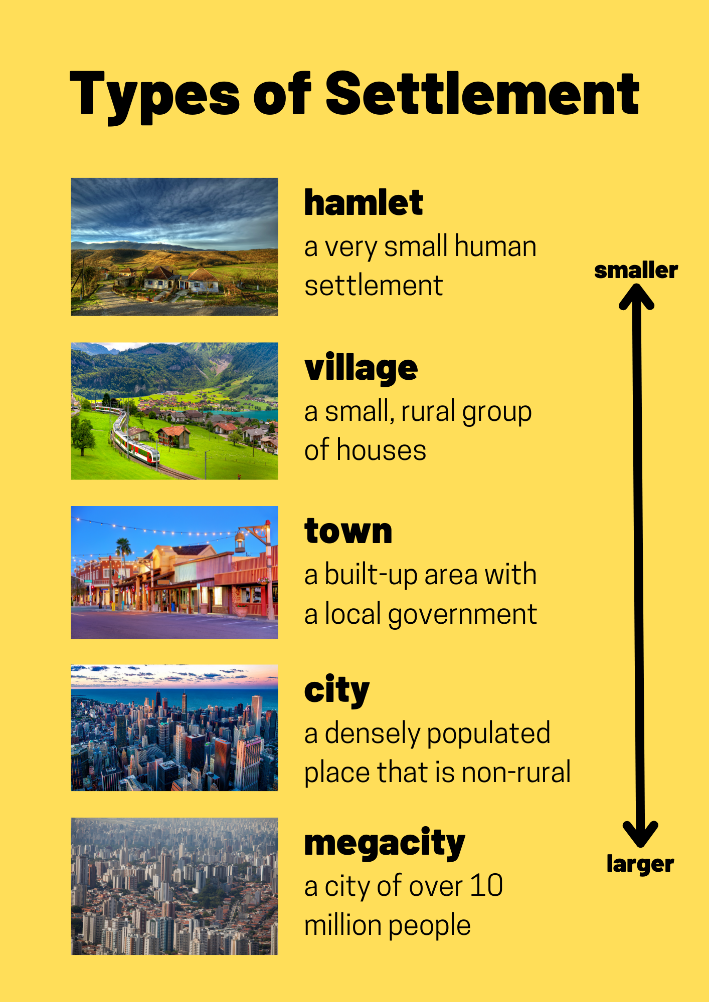 Types of Settlement
hamlet
a very small human
settlement
smaller
village
a small, rural group
of houses
town
a built-up area with
a local government
city
a densely populated
place that is non-rural
megacity
larger
a city of over 10
million people